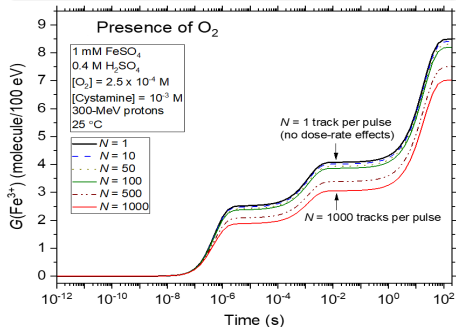 Presence of O₂
1 mM FeSO₄
0.4 M H₂SO₄
[O₂] = 2.5 x 10⁻⁴ M
[Cystamine] = 10⁻³ M
300-MeV protons
25 °C
N = 1
N = 10
N = 50
N = 100
N = 500
N = 1000
N = 1 track per pulse
(no dose-rate effects)
N = 1000 tracks per pulse
G(Fe³⁺) (molecule/100 eV)
9
8
7
6
5
4
3
2
1
0
10⁻¹² 10⁻¹⁰ 10⁻⁸ 10⁻⁶ 10⁻⁴ 10⁻² 10⁰ 10²
Time (s)